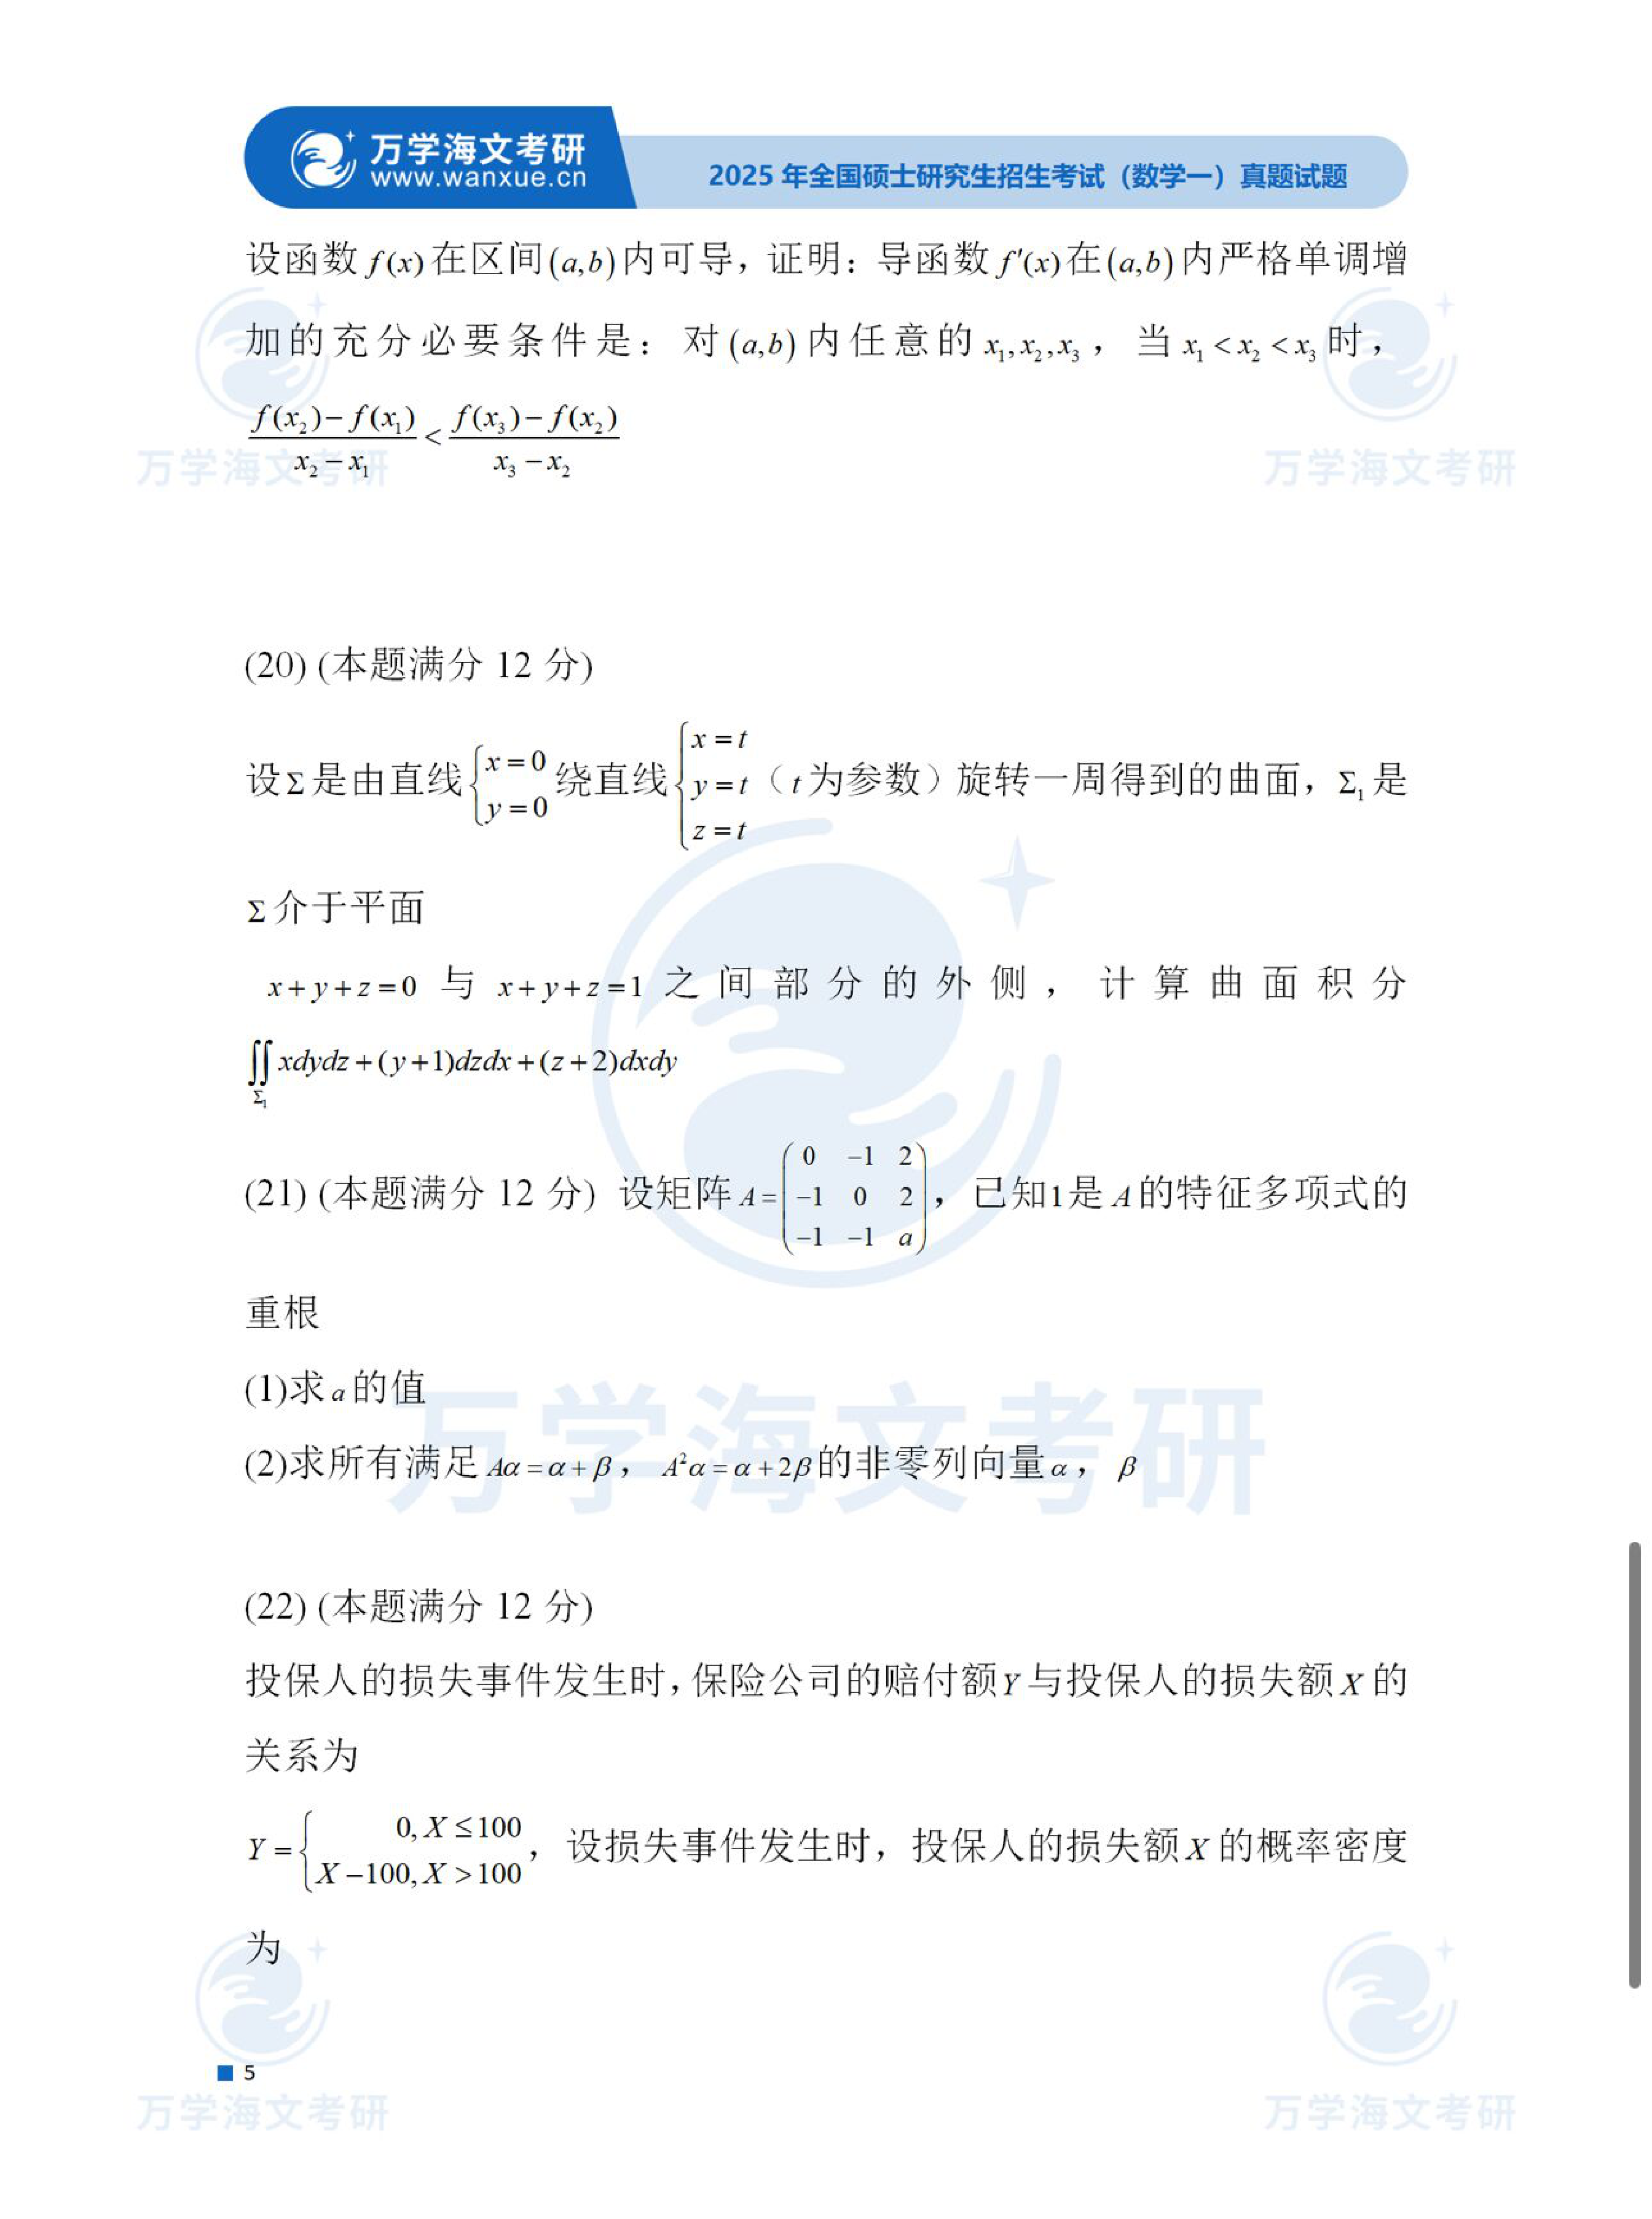 万学海文考研
www.wanxue.cn
2025 年全国硕士研究生招生考试（数学一）真题试题
设函数 f(x) 在区间 (a,b) 内可导，证明：导函数 f′(x) 在 (a,b) 内严格单调增
加的充分必要条件是：对 (a,b) 内任意的 x₁,x₂,x₃，当 x₁ < x₂ < x₃ 时，
\frac{f(x₂)−f(x₁)}{x₂−x₁} < \frac{f(x₃)−f(x₂)}{x₃−x₂}
万学海文考研 万学海文考研
(20) (本题满分 12 分)
设 Σ 是由直线 {x=0, y=0 绕直线 {x=t, y=t, z=t（t 为参数）旋转一周得到的曲面，Σ₁ 是
Σ 介于平面
x+y+z=0 与 x+y+z=1 之间部分的外侧，计算曲面积分
∬_{Σ₁} xdydz+(y+1)dzdx+(z+2)dxdy
(21) (本题满分 12 分) 设矩阵 A=\begin{pmatrix}0&−1&2\\−1&0&2\\−1&−1&a\end{pmatrix}，已知1是 A 的特征多项式的
重根
(1)求 a 的值
(2)求所有满足 Aα=α+β，A²α=α+2β 的非零列向量 α，β
万学海文考研
(22) (本题满分 12 分)
投保人的损失事件发生时，保险公司的赔付额 Y 与投保人的损失额 X 的
关系为
Y={0, X≤100; X−100, X>100，设损失事件发生时，投保人的损失额 X 的概率密度
为
5
万学海文考研 万学海文考研